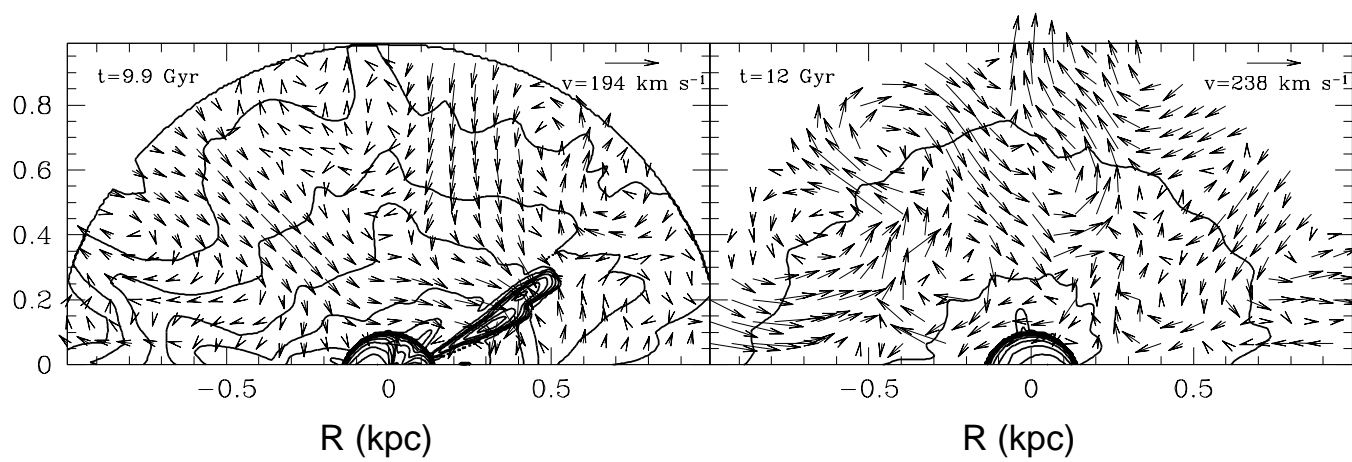 t=9.9 Gyr
v=194 km s⁻¹
t=12 Gyr
v=238 km s⁻¹
0.8
0.6
0.4
0.2
0
−0.5 0 0.5
−0.5 0 0.5
R (kpc)
R (kpc)